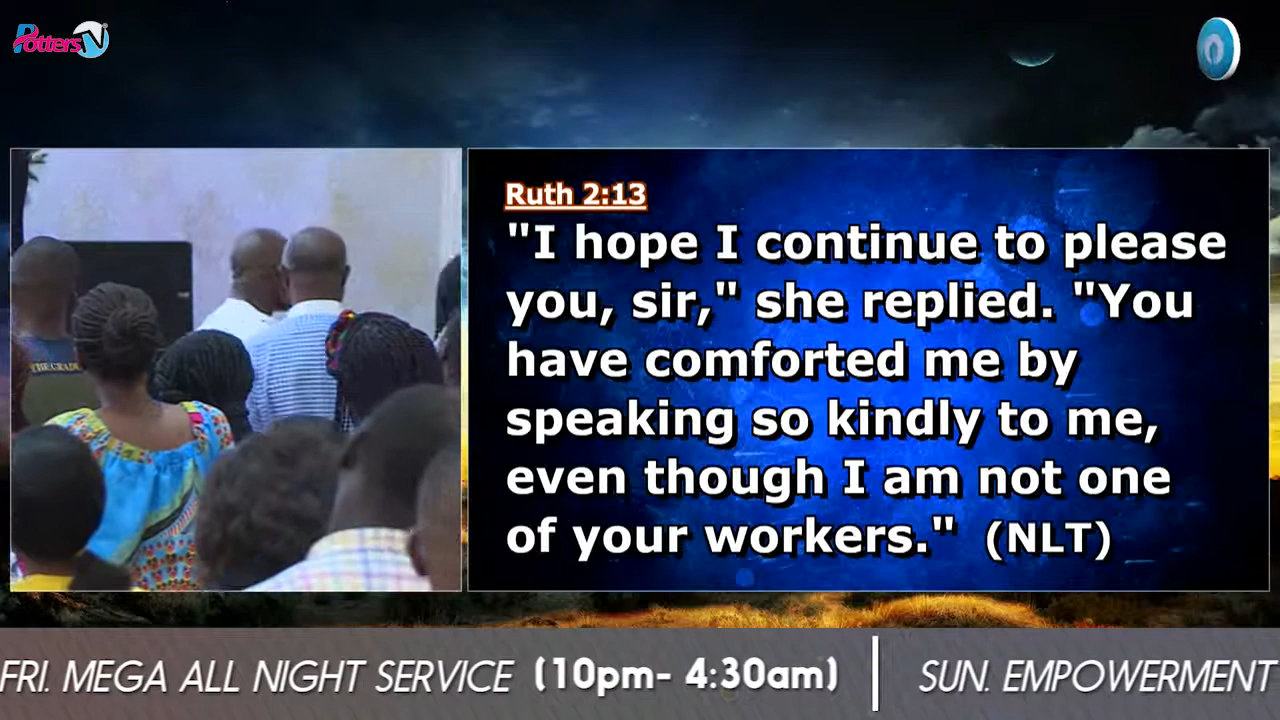 PottersTV
Ruth 2:13
"I hope I continue to please
you, sir," she replied. "You
have comforted me by
speaking so kindly to me,
even though I am not one
of your workers." (NLT)
FRI. MEGA ALL NIGHT SERVICE (10pm- 4:30am) | SUN. EMPOWERMENT